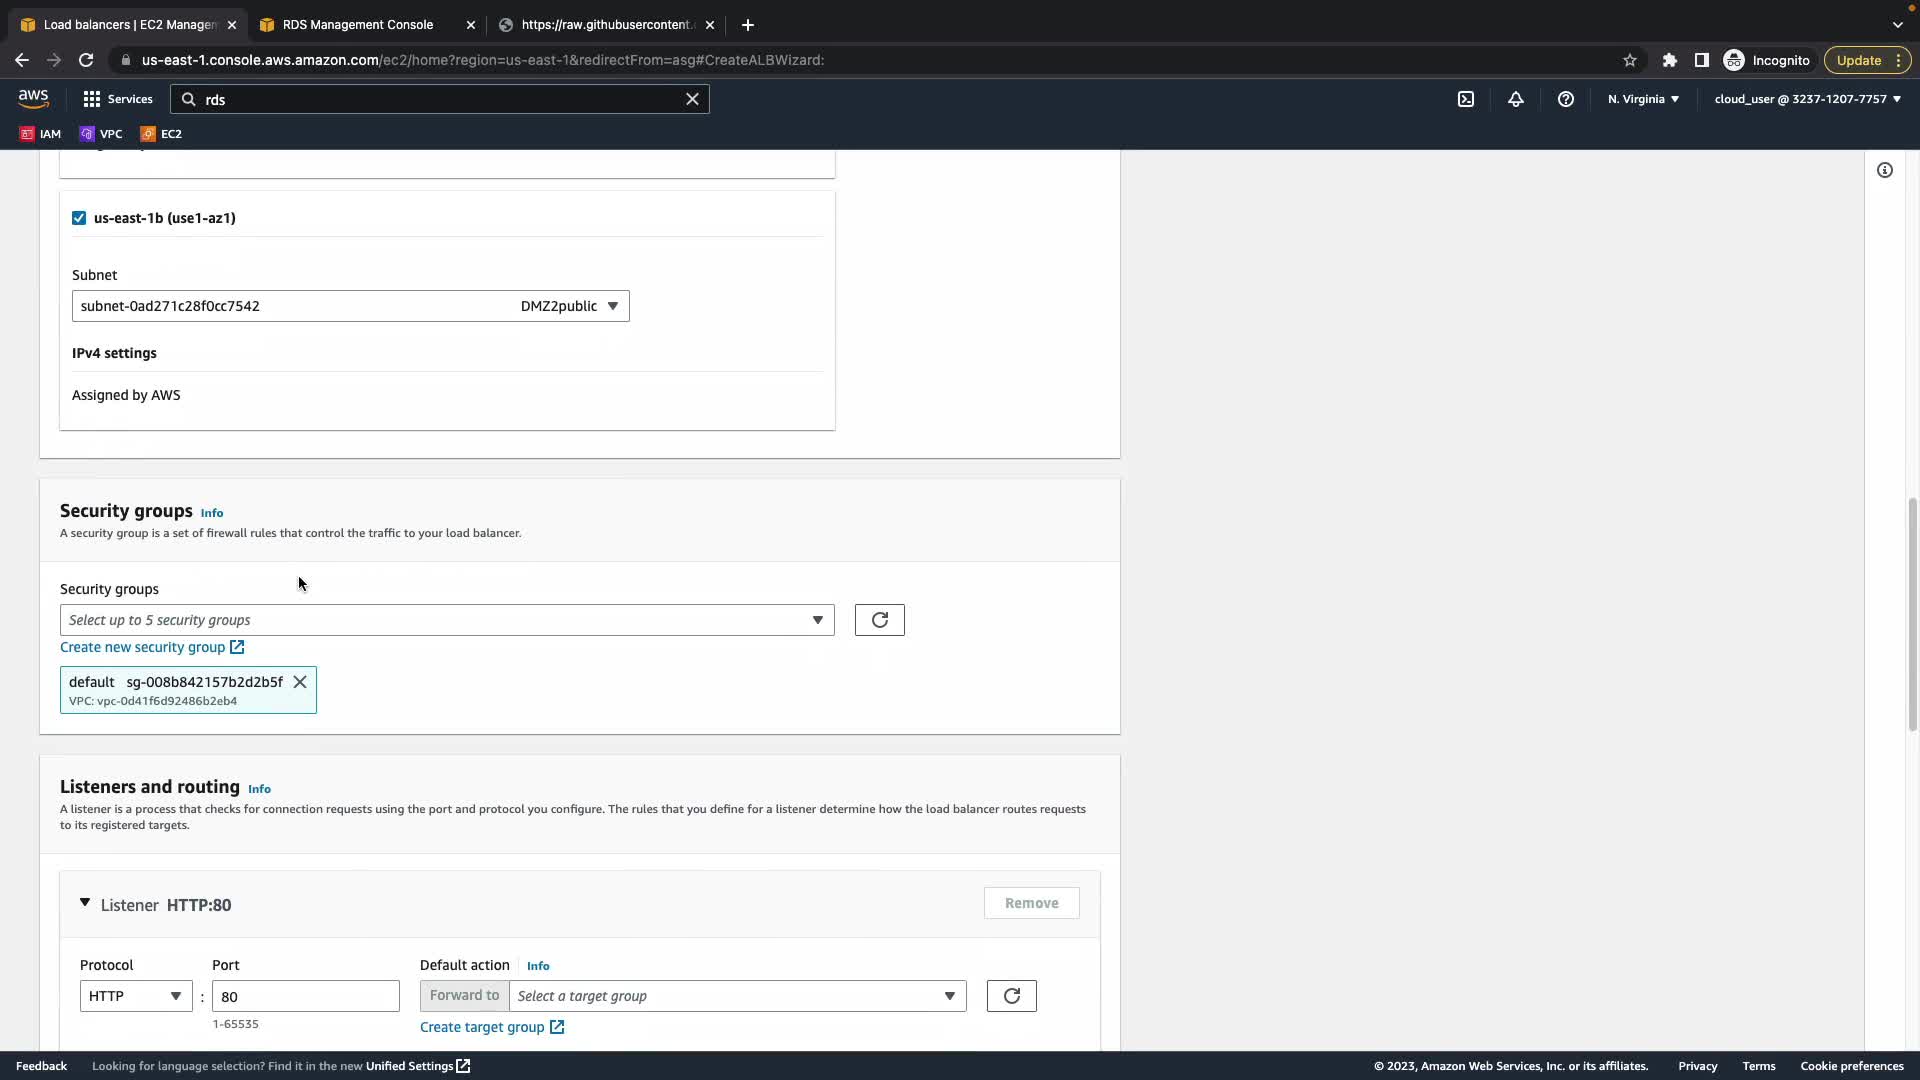 Load balancers | EC2 Managem
RDS Management Console
https://raw.githubusercontent.
us-east-1.console.aws.amazon.com/ec2/home?region=us-east-1&redirectFrom=asg#CreateALBWizard:
Incognito
Update
aws
Services
rds
N. Virginia
cloud_user @ 3237-1207-7757
IAM
VPC
EC2
us-east-1b (use1-az1)
Subnet
subnet-0ad271c28f0cc7542 DMZ2public
IPv4 settings
Assigned by AWS
Security groups Info
A security group is a set of firewall rules that control the traffic to your load balancer.
Security groups
Select up to 5 security groups
Create new security group
default sg-008b842157b2d2b5f
VPC: vpc-0d41f6d92486b2eb4
Listeners and routing Info
A listener is a process that checks for connection requests using the port and protocol you configure. The rules that you define for a listener determine how the load balancer routes requests
to its registered targets.
Listener HTTP:80
Remove
Protocol Port Default action Info
HTTP : 80 Forward to Select a target group
1-65535
Create target group
Feedback Looking for language selection? Find it in the new Unified Settings © 2023, Amazon Web Services, Inc. or its affiliates. Privacy Terms Cookie preferences